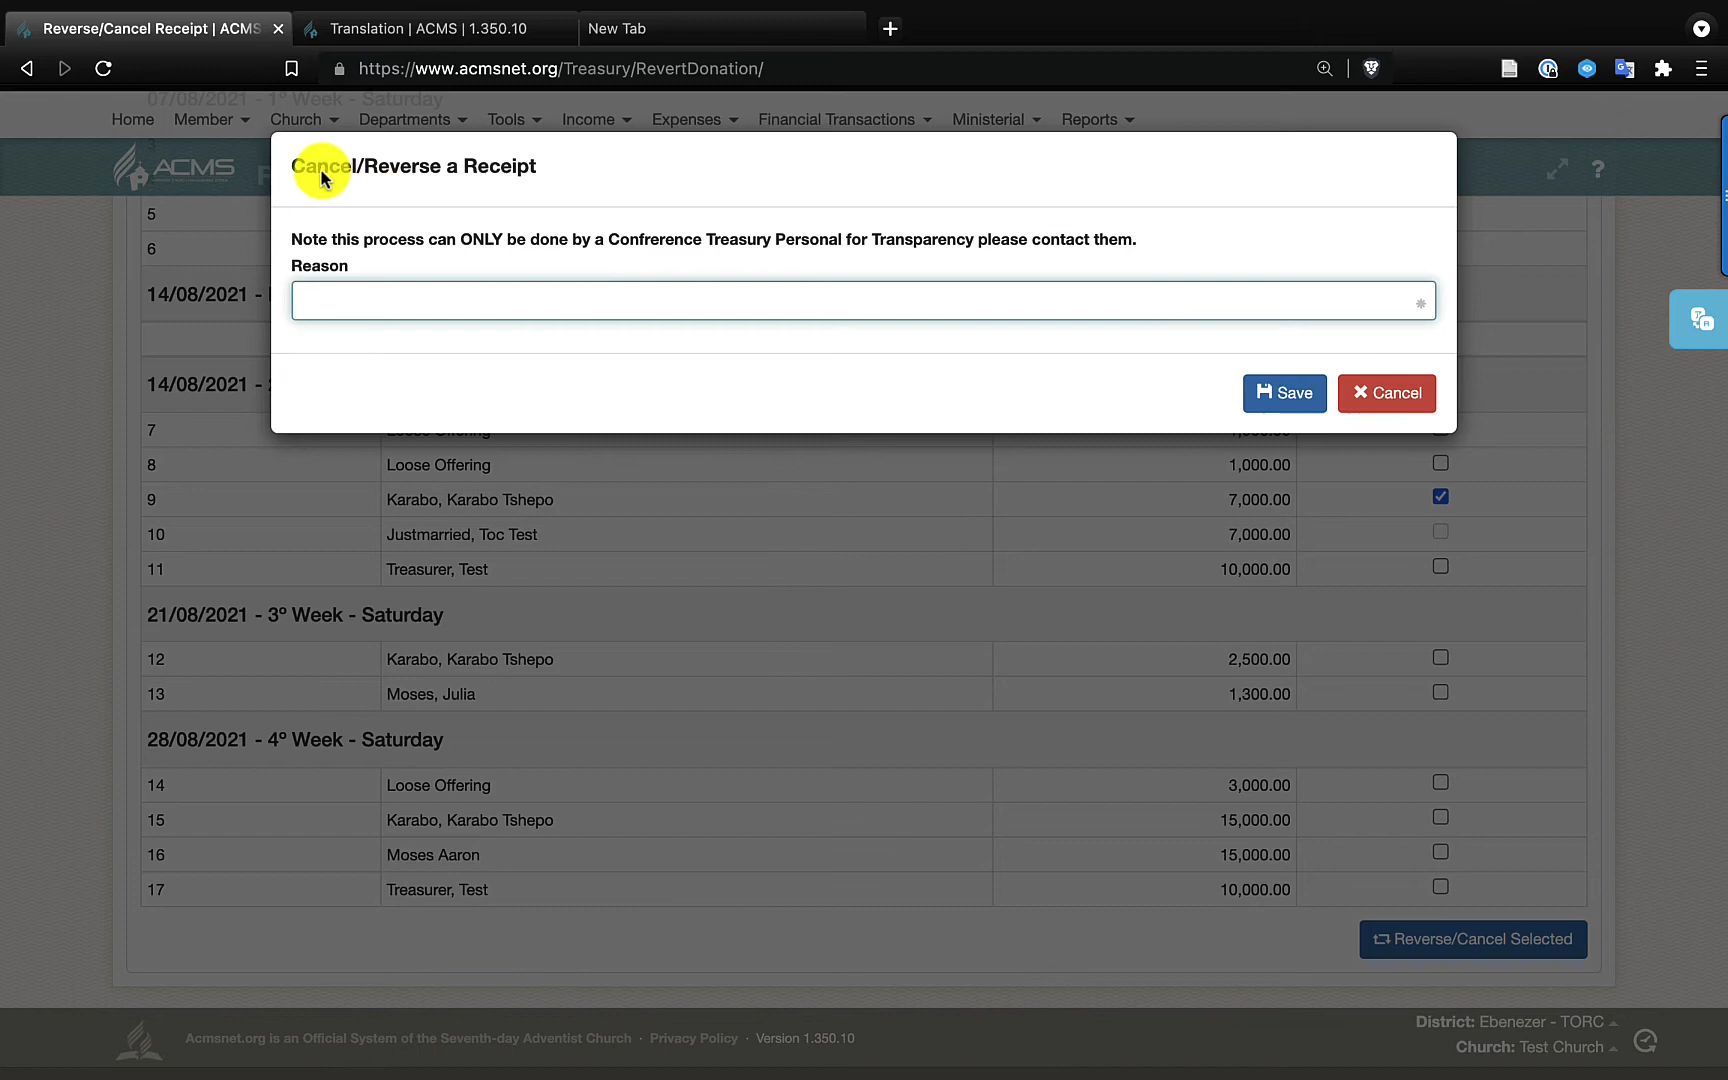 Reverse/Cancel Receipt | ACMS
Translation | ACMS | 1.350.10
New Tab
https://www.acmsnet.org/Treasury/RevertDonation/
07/08/2021 - 1º Week - Saturday
Home Member Church Departments Tools Income Expenses Financial Transactions Ministerial Reports
ACMS
Cancel/Reverse a Receipt
Note this process can ONLY be done by a Confrerence Treasury Personal for Transparency please contact them.
Reason
Save
Cancel
5
6
14/08/2021 -
14/08/2021 -
7 Loose Offering
8 Loose Offering 1,000.00
9 Karabo, Karabo Tshepo 7,000.00
10 Justmarried, Toc Test 7,000.00
11 Treasurer, Test 10,000.00
21/08/2021 - 3º Week - Saturday
12 Karabo, Karabo Tshepo 2,500.00
13 Moses, Julia 1,300.00
28/08/2021 - 4º Week - Saturday
14 Loose Offering 3,000.00
15 Karabo, Karabo Tshepo 15,000.00
16 Moses Aaron 15,000.00
17 Treasurer, Test 10,000.00
Reverse/Cancel Selected
Acmsnet.org is an Official System of the Seventh-day Adventist Church · Privacy Policy · Version 1.350.10
District: Ebenezer - TORC
Church: Test Church